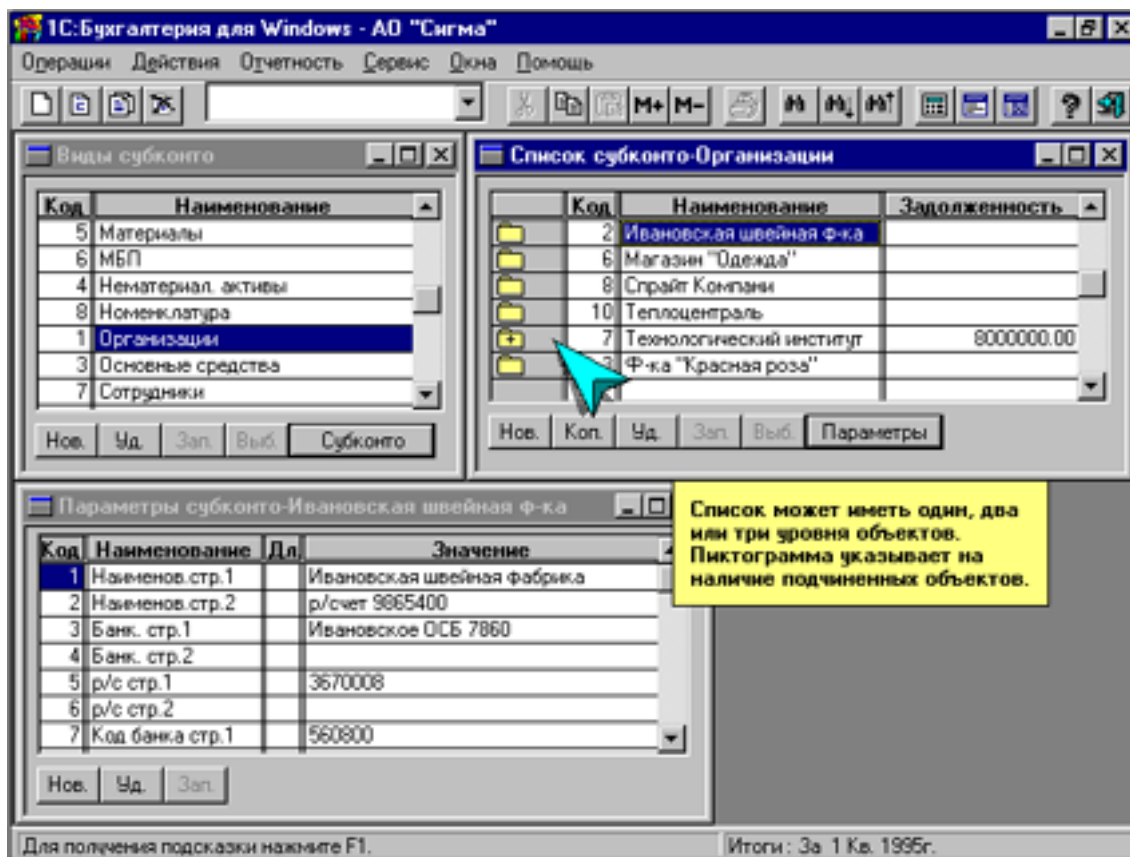 1С:Бухгалтерия для Windows - АО "Сигма"
Операции Действия Отчетность Сервис Окна Помощь
M+ M-
Виды субконто
Код Наименование
5 Материалы
6 МБП
4 Нематериал. активы
8 Номенклатура
1 Организации
3 Основные средства
7 Сотрудники
Нов. Уд. Зап. Выб. Субконто
Список субконто-Организации
Код Наименование Задолженность
2 Ивановская швейная ф-ка
6 Магазин "Одежда"
8 Спрайт Компани
10 Теплоцентраль
7 Технологический институт 8000000.00
3 Ф-ка "Красная роза"
Нов. Коп. Уд. Зап. Выб. Параметры
Список может иметь один, два
или три уровня объектов.
Пиктограмма указывает на
наличие подчиненных объектов.
Параметры субконто-Ивановская швейная ф-ка
Код Наименование Дл. Значение
1 Наименов.стр.1 Ивановская швейная фабрика
2 Наименов.стр.2 р/счет 9865400
3 Банк. стр.1 Ивановское ОСБ 7860
4 Банк. стр.2
5 р/с стр.1 3670008
6 р/с стр.2
7 Код банка стр.1 560800
Нов. Уд. Зап.
Для получения подсказки нажмите F1.
Итоги: За 1 Кв. 1995г.